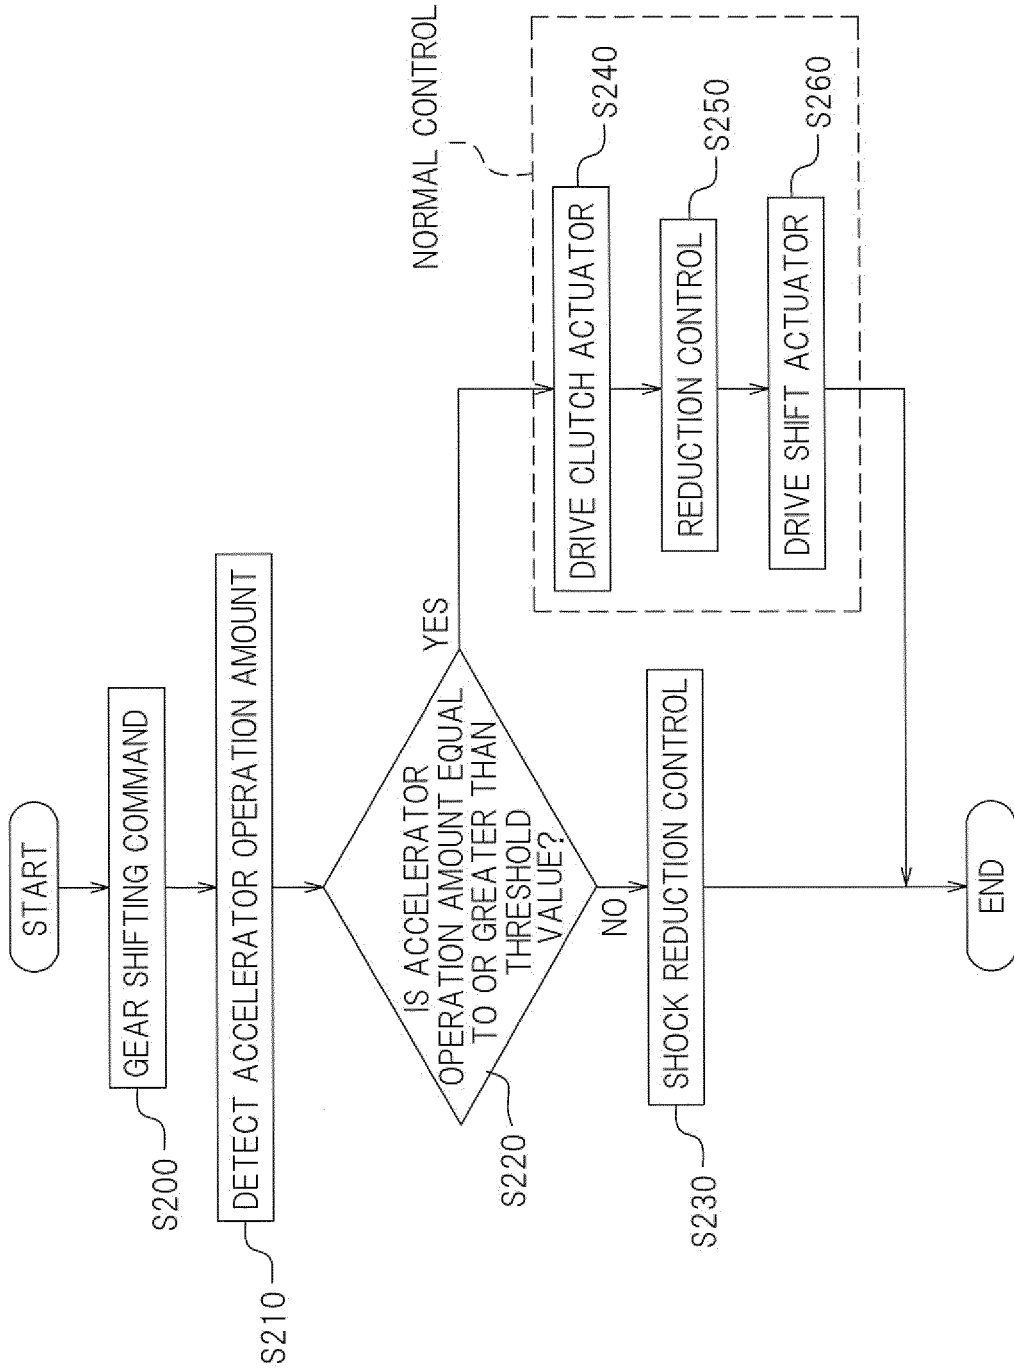 START
GEAR SHIFTING COMMAND
S200
DETECT ACCELERATOR OPERATION AMOUNT
S210
IS ACCELERATOR
OPERATION AMOUNT EQUAL
TO OR GREATER THAN
THRESHOLD
VALUE?
S220
YES
NO
SHOCK REDUCTION CONTROL
S230
NORMAL CONTROL
DRIVE CLUTCH ACTUATOR
S240
REDUCTION CONTROL
S250
DRIVE SHIFT ACTUATOR
S260
END